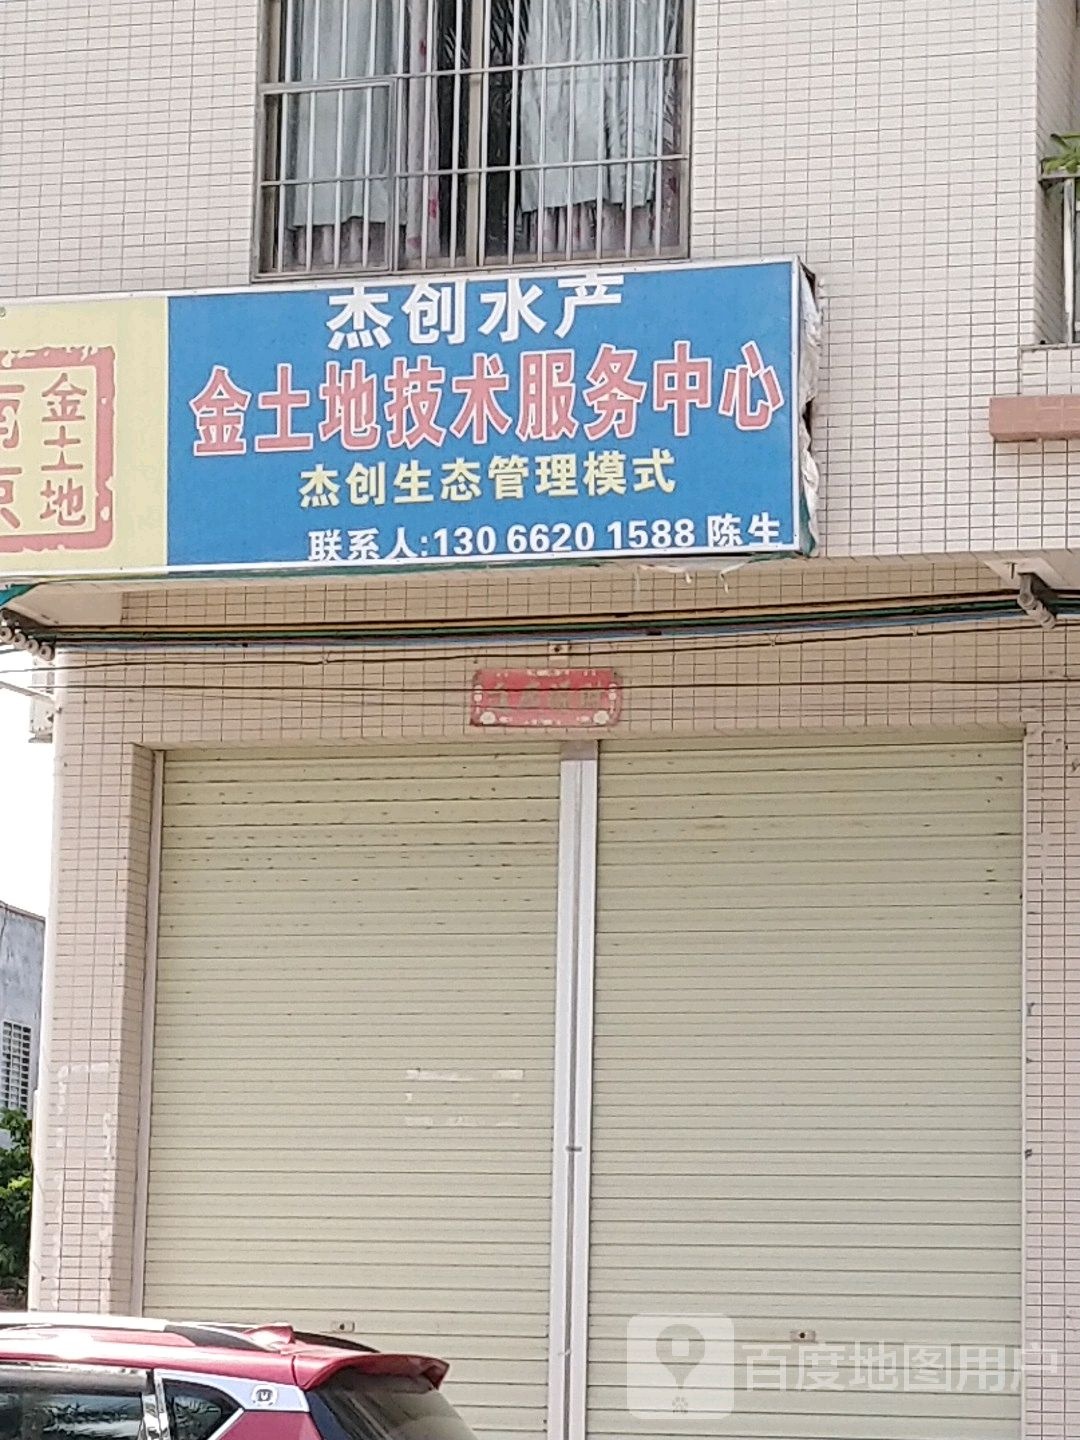 杰创水产
金土地技术服务中心
杰创生态管理模式
联系人:130 6620 1588 陈生
金土地
南京
百度地图用户